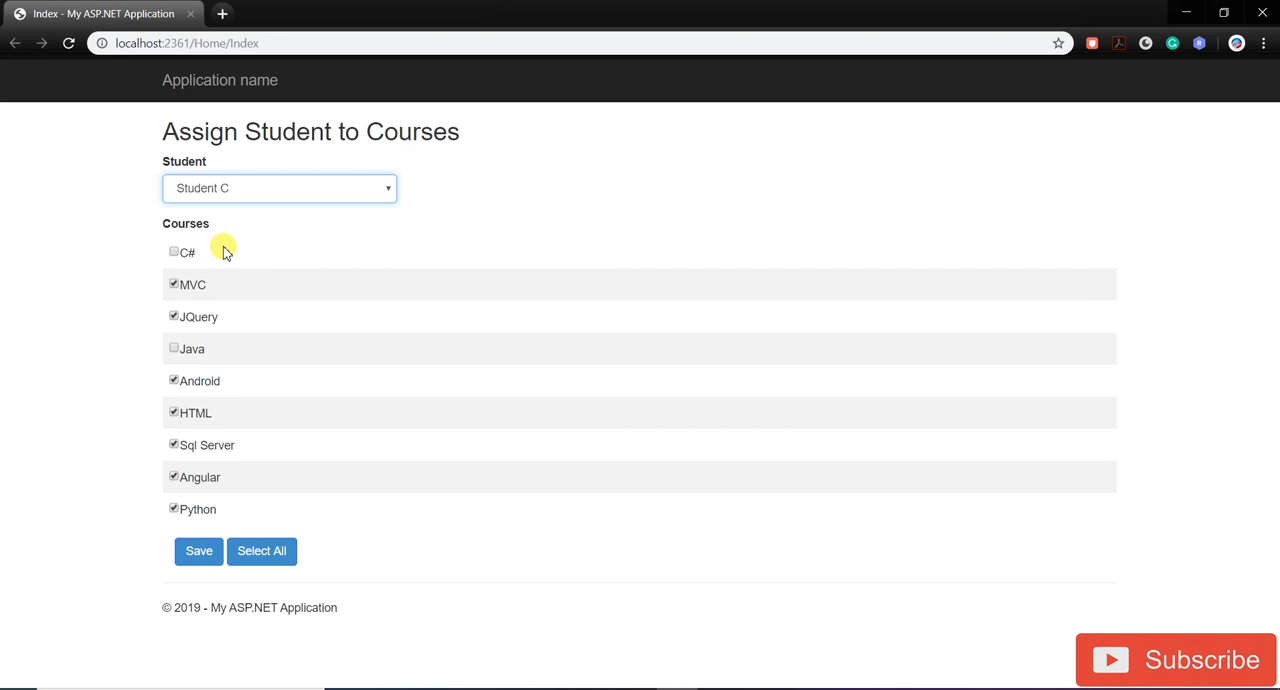 Index - My ASP.NET Application
localhost:2361/Home/Index
Application name
Assign Student to Courses
Student
Student C
Courses
C#
MVC
JQuery
Java
Android
HTML
Sql Server
Angular
Python
Save Select All
© 2019 - My ASP.NET Application
Subscribe